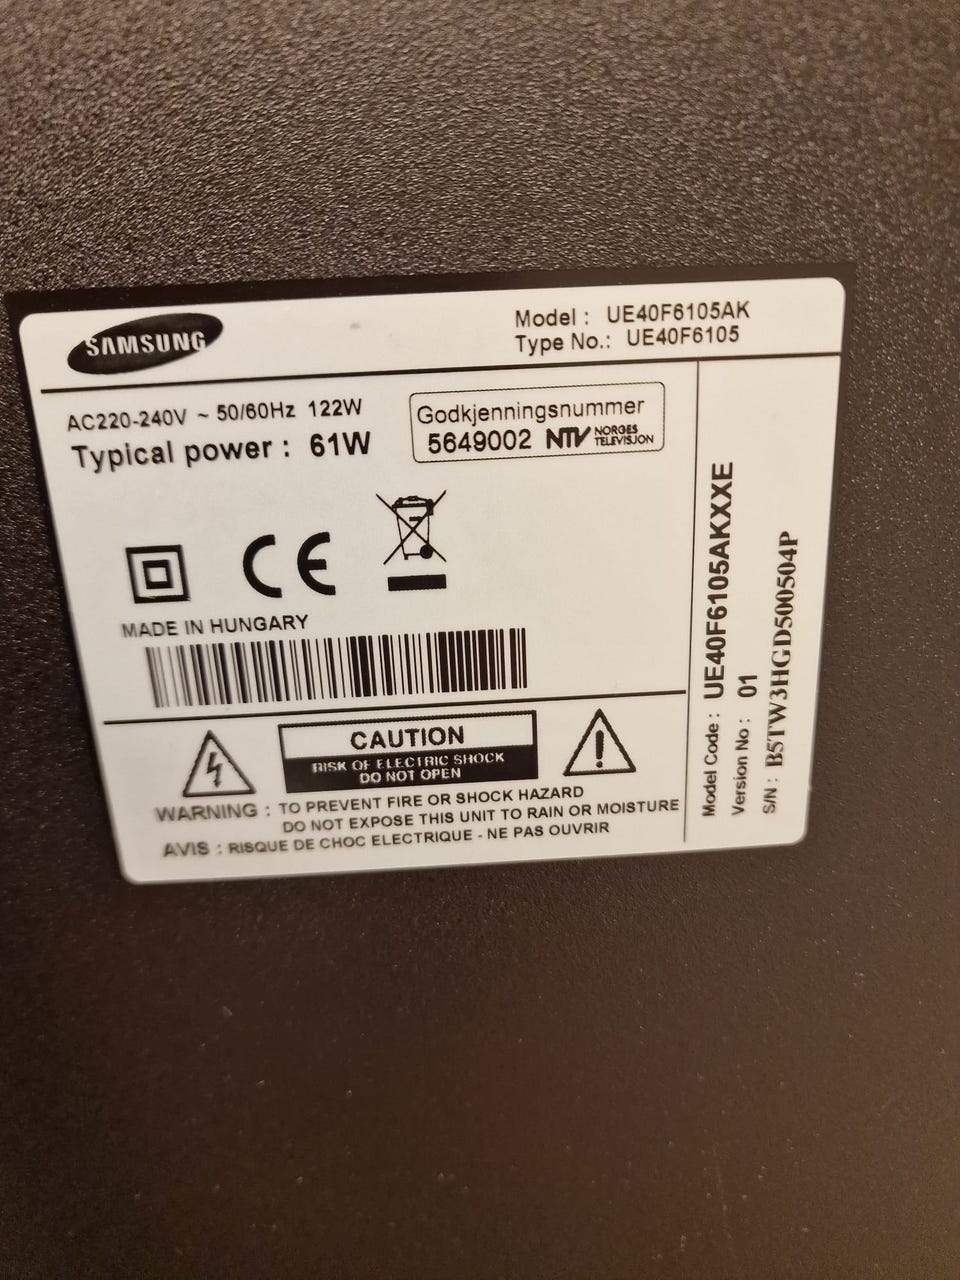 SAMSUNG
Model : UE40F6105AK
Type No.: UE40F6105
AC220-240V ~ 50/60Hz 122W
Typical power : 61W
Godkjenningsnummer
5649002 NTV NORGES TELEVISJON
CE
MADE IN HUNGARY
CAUTION
RISK OF ELECTRIC SHOCK
DO NOT OPEN
WARNING : TO PREVENT FIRE OR SHOCK HAZARD
DO NOT EXPOSE THIS UNIT TO RAIN OR MOISTURE
AVIS : RISQUE DE CHOC ELECTRIQUE - NE PAS OUVRIR
Model Code : UE40F6105AKXXXE
Version No : 01
S/N : B5TW3HGD500504P